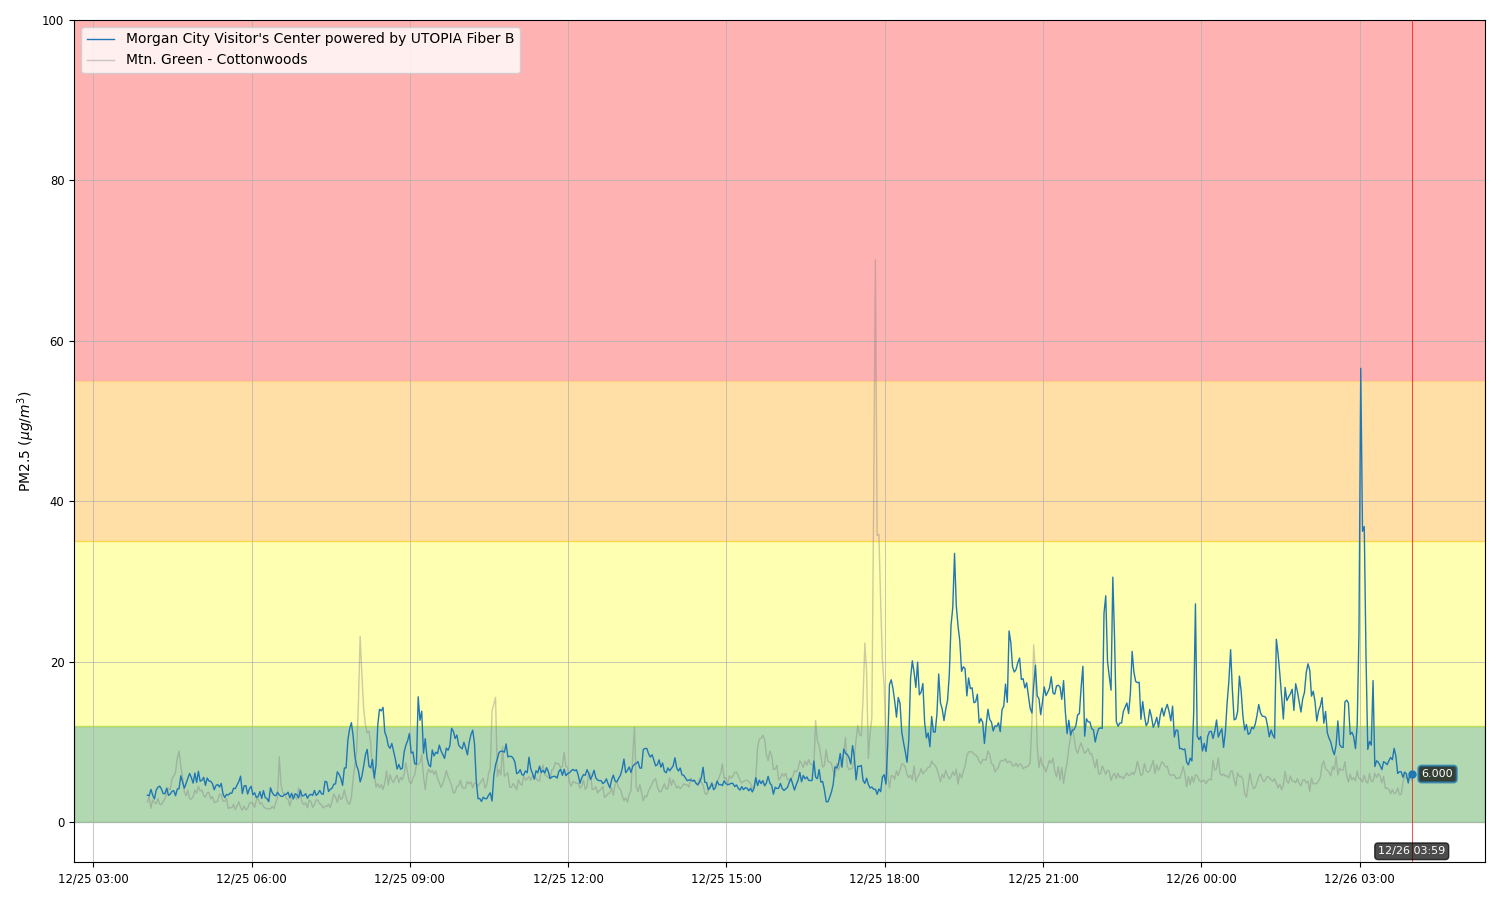 100
Morgan City Visitor's Center powered by UTOPIA Fiber B
Mtn. Green - Cottonwoods
80
60
PM2.5 (μg/m³)
40
20
6.000
0
12/26 03:59
12/25 03:00 12/25 06:00 12/25 09:00 12/25 12:00 12/25 15:00 12/25 18:00 12/25 21:00 12/26 00:00 12/26 03:00